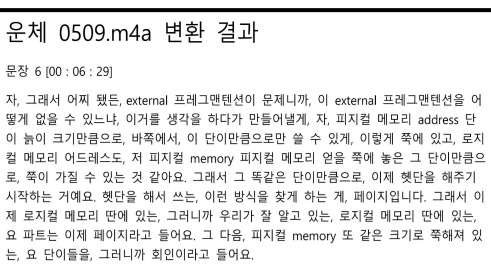 운체 0509.m4a 변환 결과
문장 6 [00 : 06 : 29]
자, 그래서 어찌 됐든, external 프레그맨텐션이 문제니까, 이 external 프레그맨텐션을 어
떻게 없을 수 있느냐, 이거를 생각을 하다가 만들어낼게, 자, 피지컬 메모리 address 단
이 늙이 크기만큼으로, 바쪽에서, 이 단이만큼으로만 쓸 수 있게, 이렇게 쭉에 있고, 로지
컬 메모리 어드레스도, 저 피지컬 memory 피지컬 메모리 얻을 쭉에 놓은 그 단이만큼으
로, 쭉이 가질 수 있는 것 같아요. 그래서 그 똑같은 단이만큼으로, 이제 헷단을 해주기
시작하는 거예요. 헷단을 해서 쓰는, 이런 방식을 찾게 하는 게, 페이지입니다. 그래서 이
제 로지컬 메모리 딴에 있는, 그러니까 우리가 잘 알고 있는, 로지컬 메모리 딴에 있는,
요 파트는 이제 페이지라고 들어요. 그 다음, 피지컬 memory 또 같은 크기로 쭉해져 있
는, 요 단이들을, 그러니까 회인이라고 들어요.